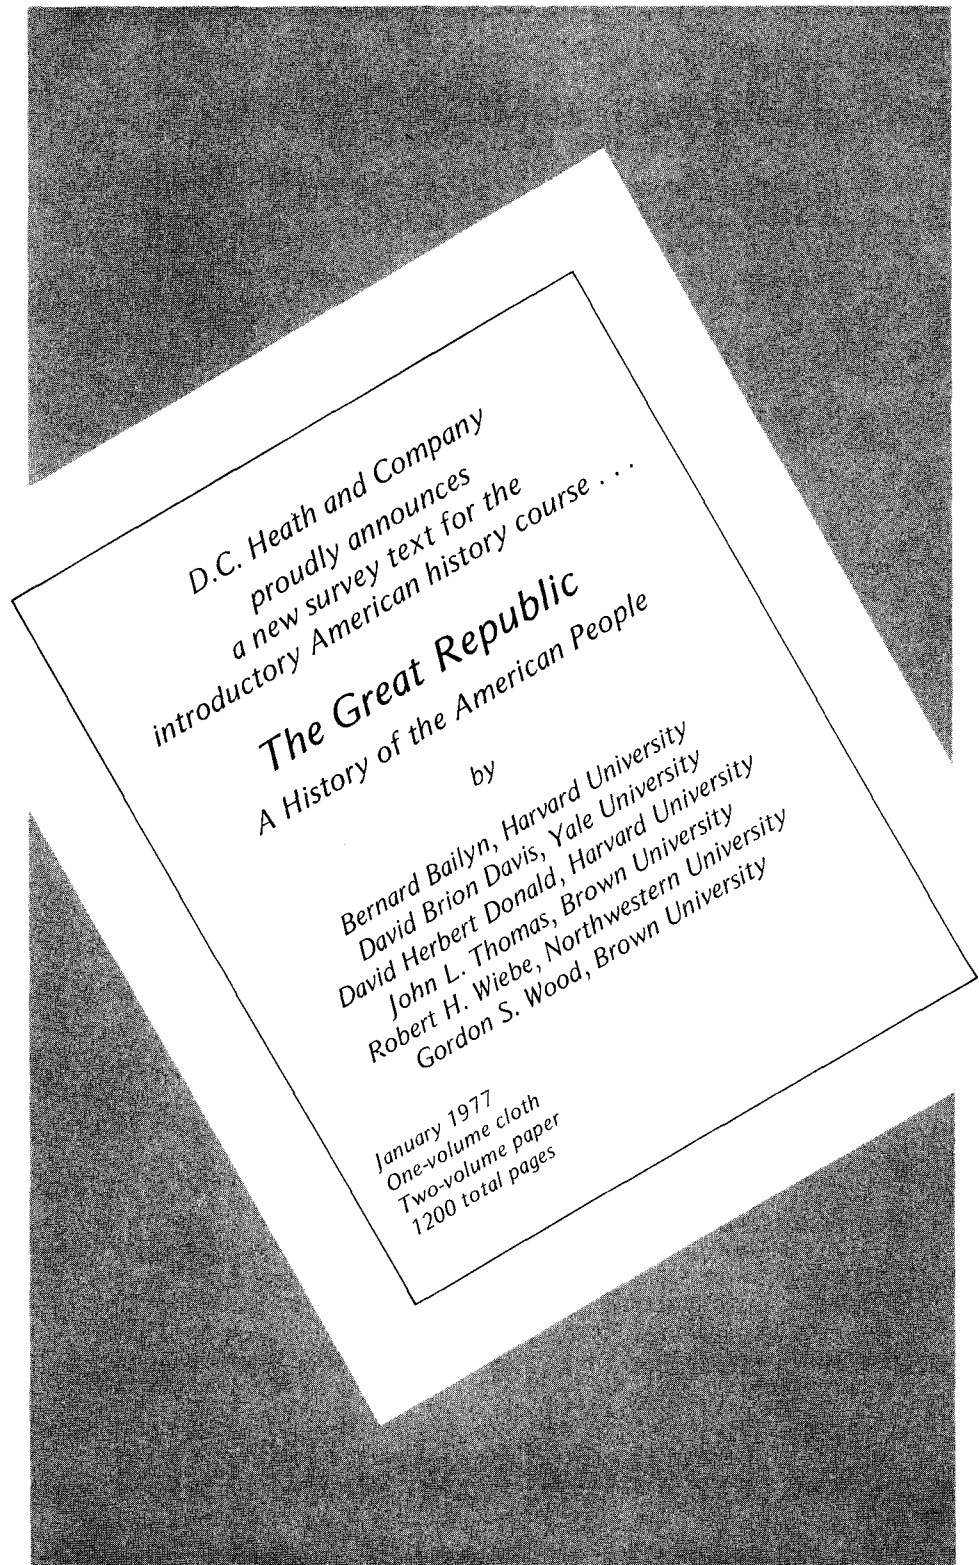 D.C. Heath and Company
proudly announces
a new survey text for the
introductory American history course . . .
The Great Republic
A History of the American People
by
Bernard Bailyn, Harvard University
David Brion Davis, Yale University
David Herbert Donald, Harvard University
John L. Thomas, Brown University
Robert H. Wiebe, Northwestern University
Gordon S. Wood, Brown University
January 1977
One-volume cloth
Two-volume paper
1200 total pages